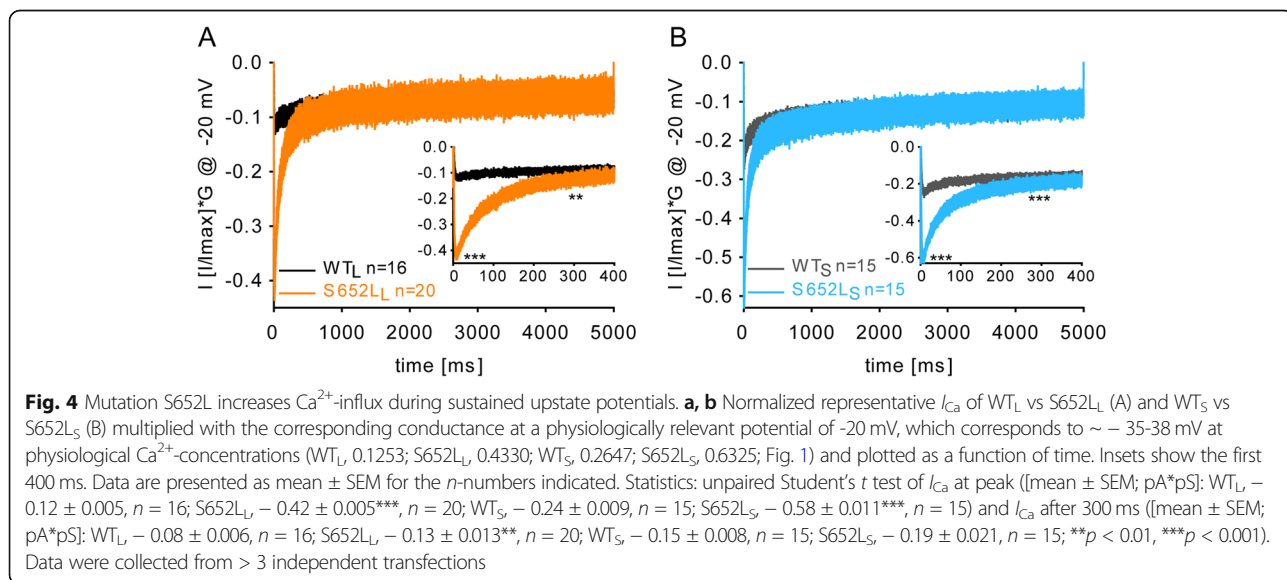 A
B
0.0
-0.1
-0.2
-0.3
-0.4
I [I/Imax]*G @ -20 mV
0.0
-0.1
-0.2
-0.3
-0.4
**
***
0 100 200 300 400
WTL n=16
S652LL n=20
0 1000 2000 3000 4000 5000
time [ms]
0.0
-0.1
-0.2
-0.3
-0.4
-0.5
-0.6
I [I/Imax]*G @ -20 mV
0.0
-0.2
-0.4
-0.6
***
***
0 100 200 300 400
WTS n=15
S652LS n=15
0 1000 2000 3000 4000 5000
time [ms]
Fig. 4 Mutation S652L increases Ca2+-influx during sustained upstate potentials. a, b Normalized representative ICa of WTL vs S652LL (A) and WTS vs
S652LS (B) multiplied with the corresponding conductance at a physiologically relevant potential of -20 mV, which corresponds to ~ − 35-38 mV at
physiological Ca2+-concentrations (WTL, 0.1253; S652LL, 0.4330; WTS, 0.2647; S652LS, 0.6325; Fig. 1) and plotted as a function of time. Insets show the first
400 ms. Data are presented as mean ± SEM for the n-numbers indicated. Statistics: unpaired Student's t test of ICa at peak ([mean ± SEM; pA*pS]: WTL, −
0.12 ± 0.005, n = 16; S652LL, − 0.42 ± 0.005***, n = 20; WTS, − 0.24 ± 0.009, n = 15; S652LS, − 0.58 ± 0.011***, n = 15) and ICa after 300 ms ([mean ± SEM;
pA*pS]: WTL, − 0.08 ± 0.006, n = 16; S652LL, − 0.13 ± 0.013**, n = 20; WTS, − 0.15 ± 0.008, n = 15; S652LS, − 0.19 ± 0.021, n = 15; **p < 0.01, ***p < 0.001).
Data were collected from > 3 independent transfections